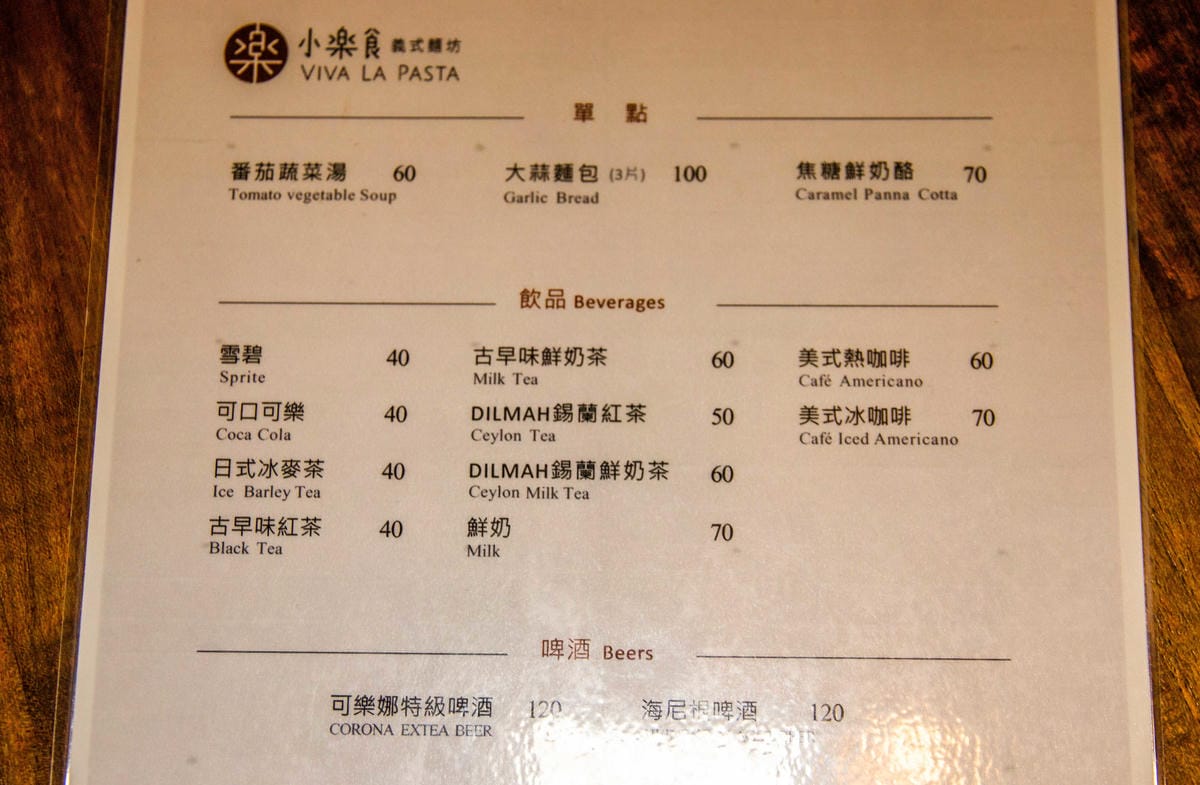 楽 小楽食 義式麵坊
VIVA LA PASTA
單 點
番茄蔬菜湯 60 大蒜麵包 (3片) 100 焦糖鮮奶酪 70
Tomato vegetable Soup Garlic Bread Caramel Panna Cotta
飲品 Beverages
雪碧 40 古早味鮮奶茶 60 美式熱咖啡 60
Sprite Milk Tea Café Americano
可口可樂 40 DILMAH錫蘭紅茶 50 美式冰咖啡 70
Coca Cola Ceylon Tea Café Iced Americano
日式冰麥茶 40 DILMAH錫蘭鮮奶茶 60
Ice Barley Tea Ceylon Milk Tea
古早味紅茶 40 鮮奶 70
Black Tea Milk
啤酒 Beers
可樂娜特級啤酒 120 海尼根啤酒 120
CORONA EXTEA BEER